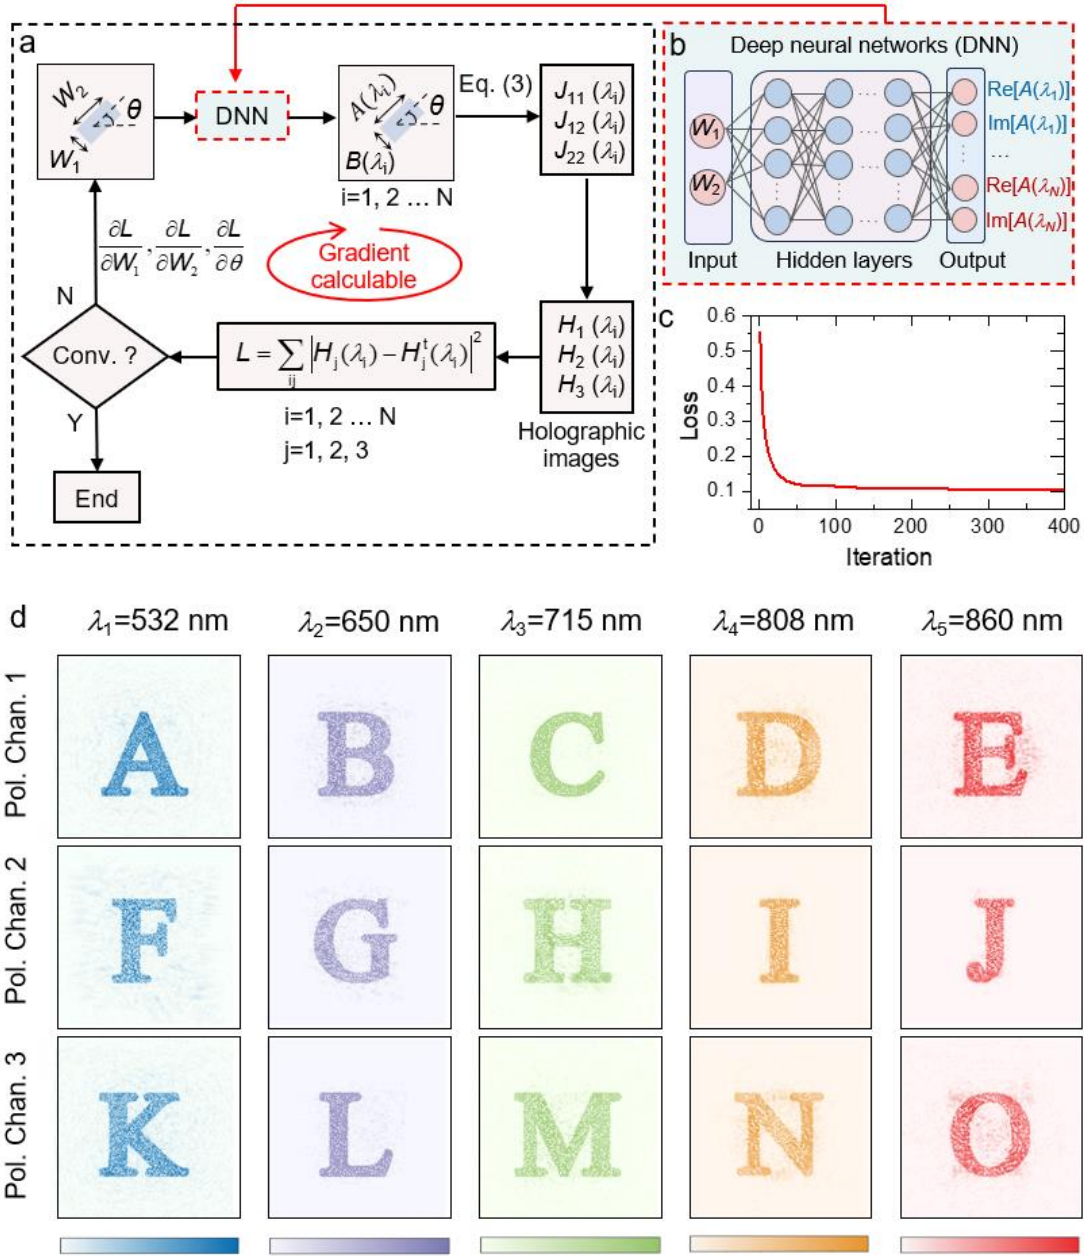 a
W₂
θ
W₁
DNN
A(λᵢ)
θ
B(λᵢ)
i=1, 2 ... N
Eq. (3)
J₁₁ (λᵢ)
J₁₂ (λᵢ)
J₂₂ (λᵢ)
∂L/∂W₁, ∂L/∂W₂, ∂L/∂θ
Gradient
calculable
N
Conv. ?
Y
End
L = ∑ᵢⱼ |Hⱼ(λᵢ) − Hⱼᵗ(λᵢ)|²
i=1, 2 ... N
j=1, 2, 3
H₁ (λᵢ)
H₂ (λᵢ)
H₃ (λᵢ)
Holographic
images
b
Deep neural networks (DNN)
W₁
W₂
Re[A(λ₁)]
Im[A(λ₁)]
...
Re[A(λ_N)]
Im[A(λ_N)]
Input
Hidden layers
Output
c
0.6
0.5
0.4
0.3
0.2
0.1
Loss
0
100
200
300
400
Iteration
d
λ₁=532 nm
λ₂=650 nm
λ₃=715 nm
λ₄=808 nm
λ₅=860 nm
Pol. Chan. 1
A
B
C
D
E
Pol. Chan. 2
F
G
H
I
J
Pol. Chan. 3
K
L
M
N
O